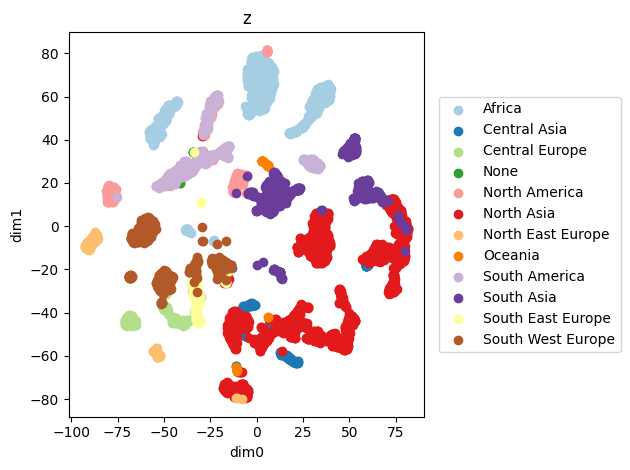 z
80
60
40
20
0
−20
−40
−60
−80
dim1
−100 −75 −50 −25 0 25 50 75
dim0
Africa
Central Asia
Central Europe
None
North America
North Asia
North East Europe
Oceania
South America
South Asia
South East Europe
South West Europe